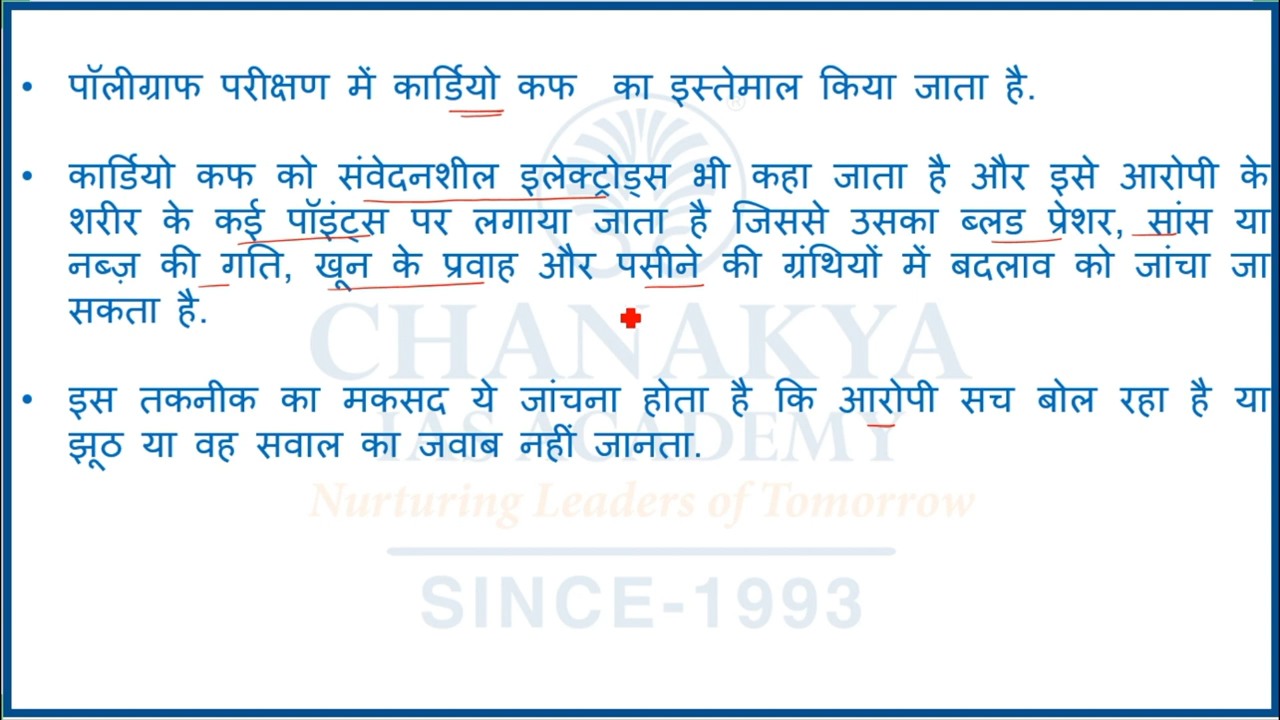 • पॉलीग्राफ परीक्षण में कार्डियो कफ का इस्तेमाल किया जाता है.
®
• कार्डियो कफ को संवेदनशील इलेक्ट्रोड्स भी कहा जाता है और इसे आरोपी के
शरीर के कई पॉइंट्स पर लगाया जाता है जिससे उसका ब्लड प्रेशर, सांस या
नब्ज़ की गति, खून के प्रवाह और पसीने की ग्रंथियों में बदलाव को जांचा जा
सकता है.
CHANAKYA
• इस तकनीक का मकसद ये जांचना होता है कि आरोपी सच बोल रहा है या
झूठ या वह सवाल का जवाब नहीं जानता.
IAS ACADEMY
Nurturing Leaders of Tomorrow
SINCE-1993